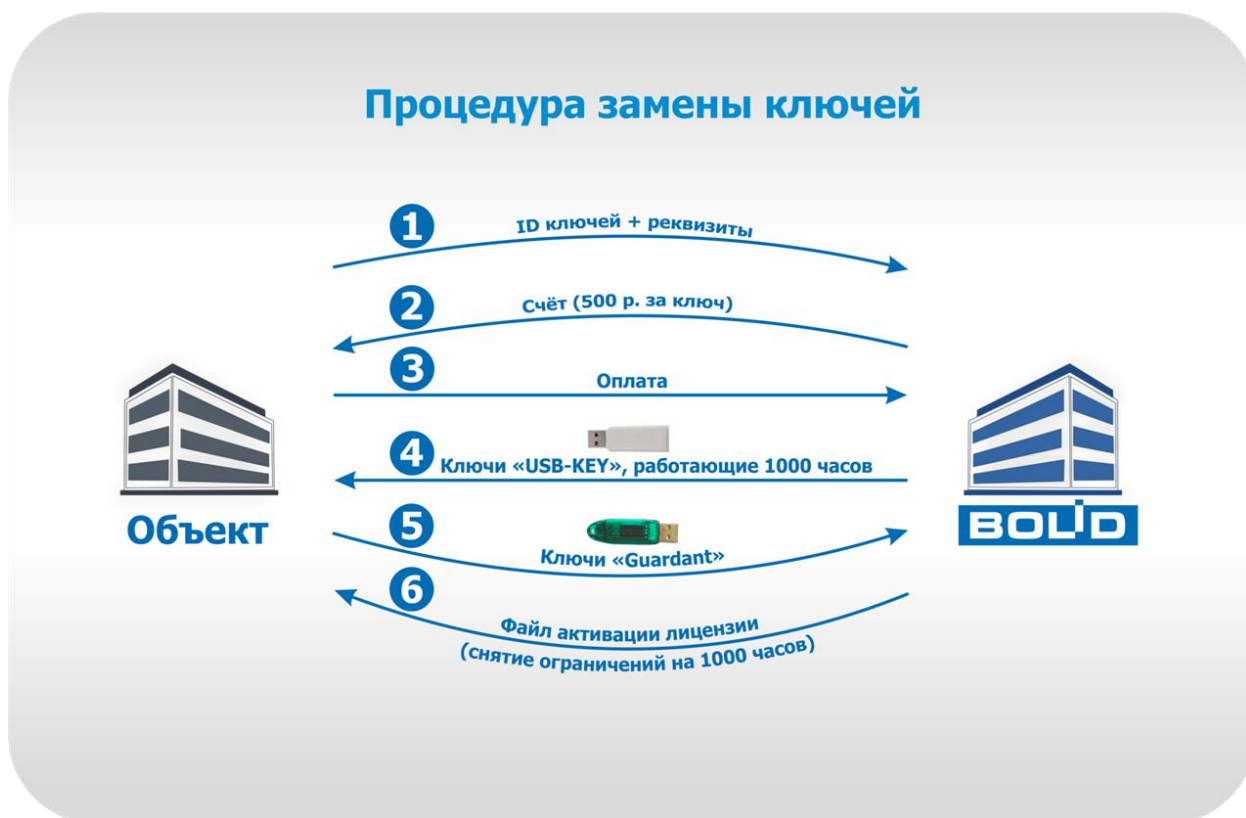 Процедура замены ключей
1
ID ключей + реквизиты
2
Счёт (500 р. за ключ)
3
Оплата
4
Ключи «USB-KEY», работающие 1000 часов
Объект
BOLID
5
Ключи «Guardant»
6
Файл активации лицензии
(снятие ограничений на 1000 часов)